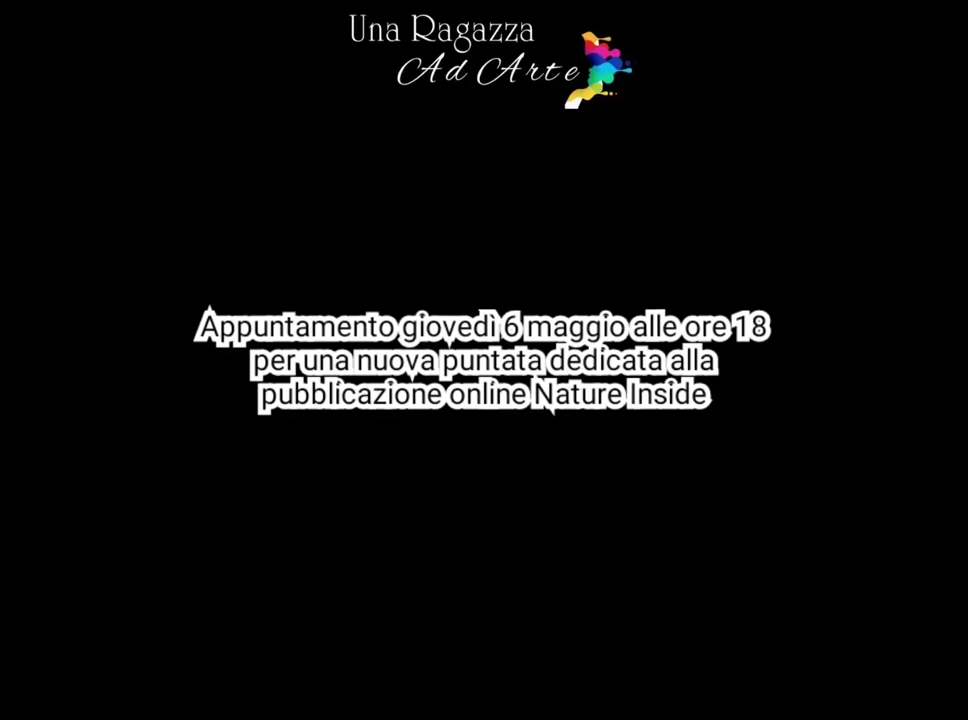 Una Ragazza
Ad Arte
Appuntamento giovedì 6 maggio alle ore 18
per una nuova puntata dedicata alla
pubblicazione online Nature Inside